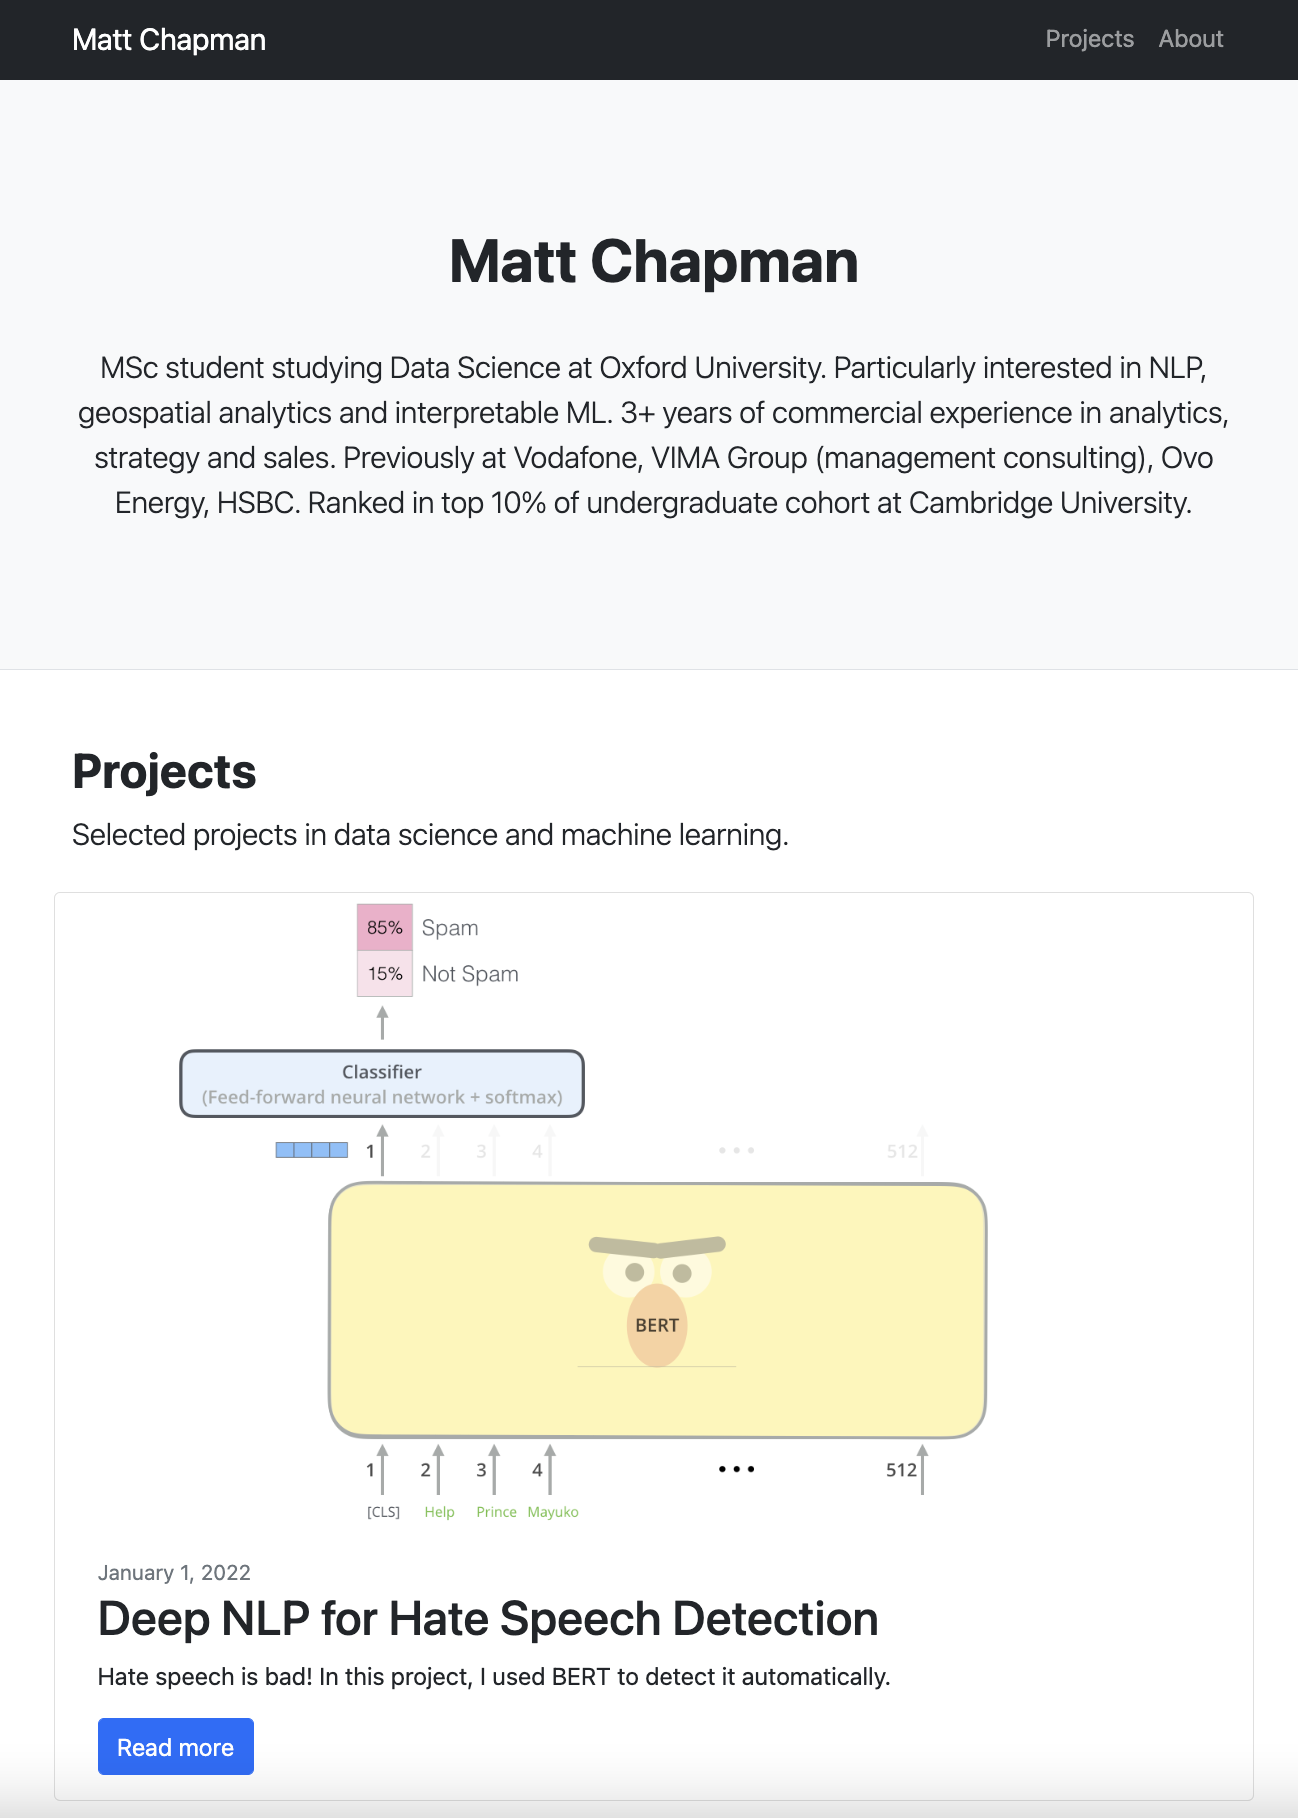 Matt Chapman
Projects About
Matt Chapman
MSc student studying Data Science at Oxford University. Particularly interested in NLP,
geospatial analytics and interpretable ML. 3+ years of commercial experience in analytics,
strategy and sales. Previously at Vodafone, VIMA Group (management consulting), Ovo
Energy, HSBC. Ranked in top 10% of undergraduate cohort at Cambridge University.
Projects
Selected projects in data science and machine learning.
85% Spam
15% Not Spam
Classifier
(Feed-forward neural network + softmax)
1 2 3 4 ••• 512
BERT
1 2 3 4 ••• 512
[CLS] Help Prince Mayuko
January 1, 2022
Deep NLP for Hate Speech Detection
Hate speech is bad! In this project, I used BERT to detect it automatically.
Read more